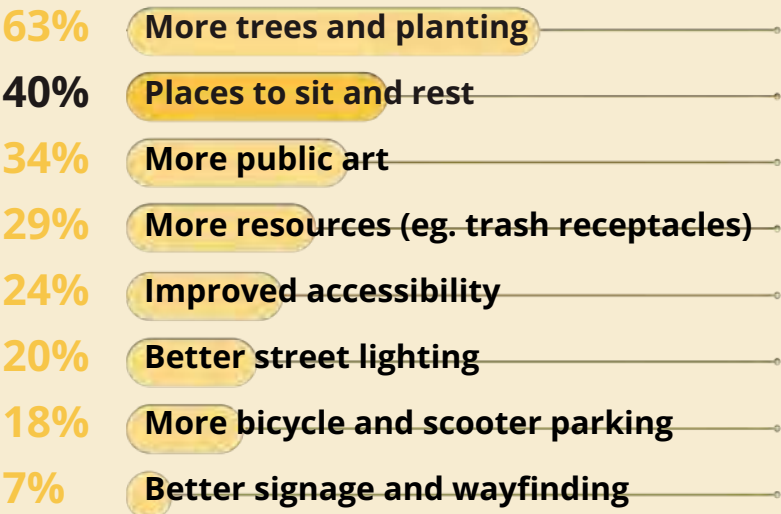 63% More trees and planting
40% Places to sit and rest
34% More public art
29% More resources (eg. trash receptacles)
24% Improved accessibility
20% Better street lighting
18% More bicycle and scooter parking
7% Better signage and wayfinding